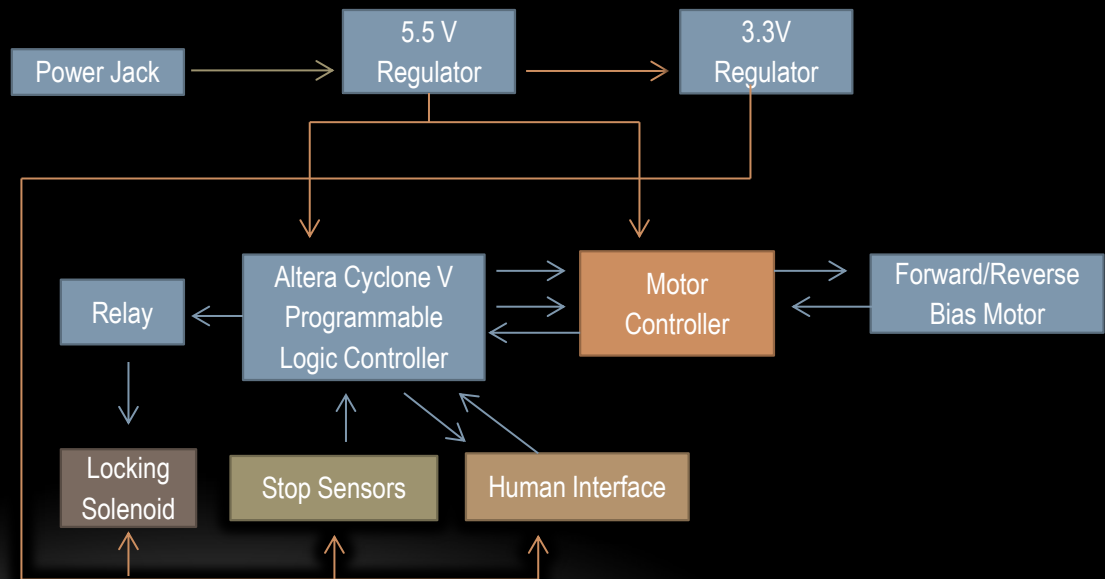 5.5 V
Regulator
3.3V
Regulator
Power Jack
Altera Cyclone V
Programmable
Logic Controller
Motor
Controller
Forward/Reverse
Bias Motor
Relay
Locking
Solenoid
Stop Sensors
Human Interface